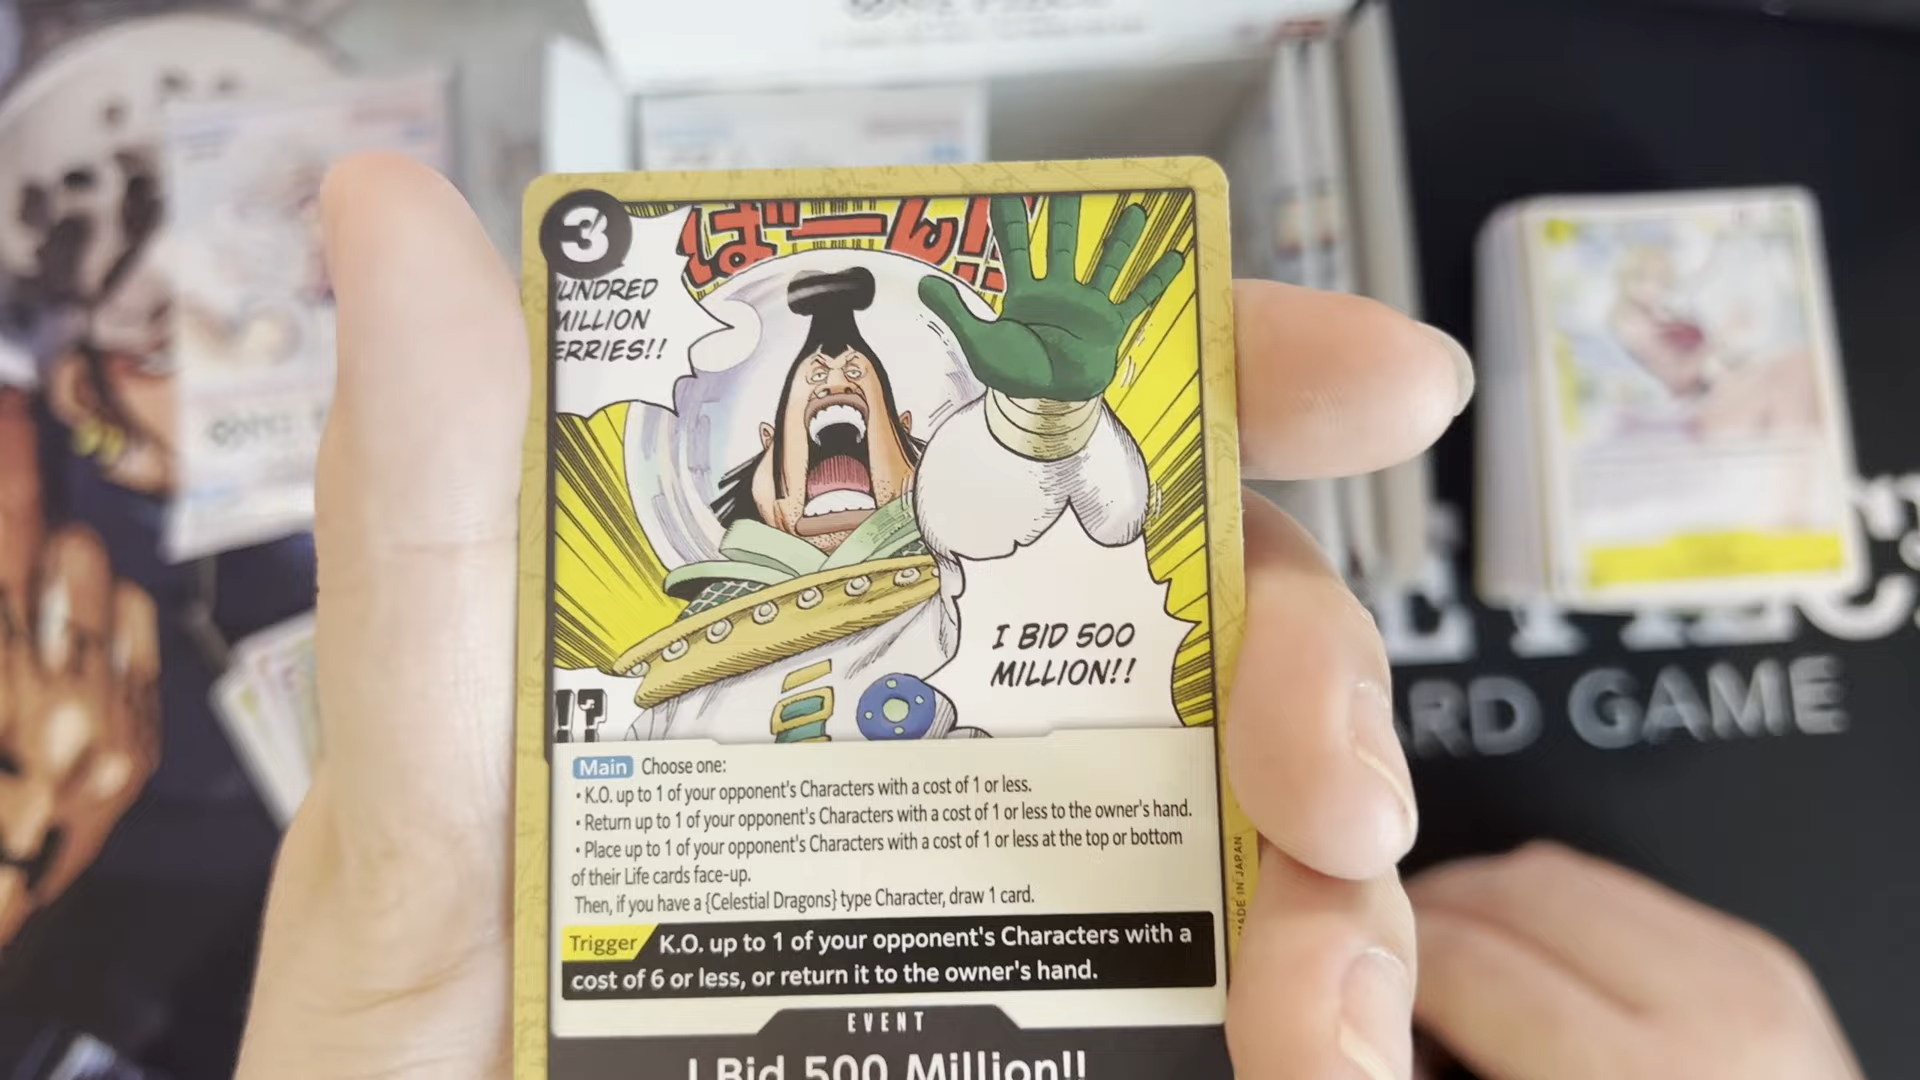 3
ばーん!!
UNDRED
MILLION
ERRIES!!
I BID 500
MILLION!!
!?
Main Choose one:
• K.O. up to 1 of your opponent's Characters with a cost of 1 or less.
• Return up to 1 of your opponent's Characters with a cost of 1 or less to the owner's hand.
• Place up to 1 of your opponent's Characters with a cost of 1 or less at the top or bottom
of their Life cards face-up.
Then, if you have a {Celestial Dragons} type Character, draw 1 card.
Trigger K.O. up to 1 of your opponent's Characters with a
cost of 6 or less, or return it to the owner's hand.
EVENT
I Bid 500 Million!!
MADE IN JAPAN
ARD GAME